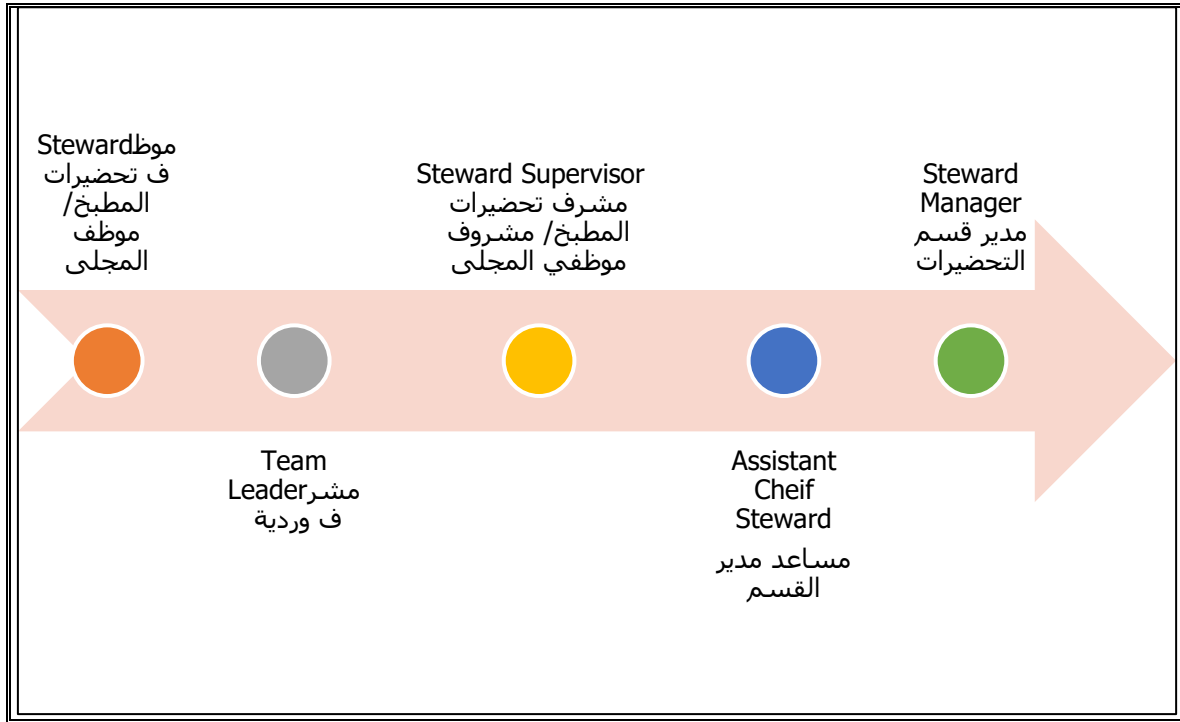 Stewardموظ
ف تحضيرات
المطبخ/
موظف
المجلى
Team
Leaderمشر
ف وردية
Steward Supervisor
مشرف تحضيرات
المطبخ/ مشروف
موظفي المجلى
Assistant
Cheif
Steward
مساعد مدير
القسم
Steward
Manager
مدير قسم
التحضيرات